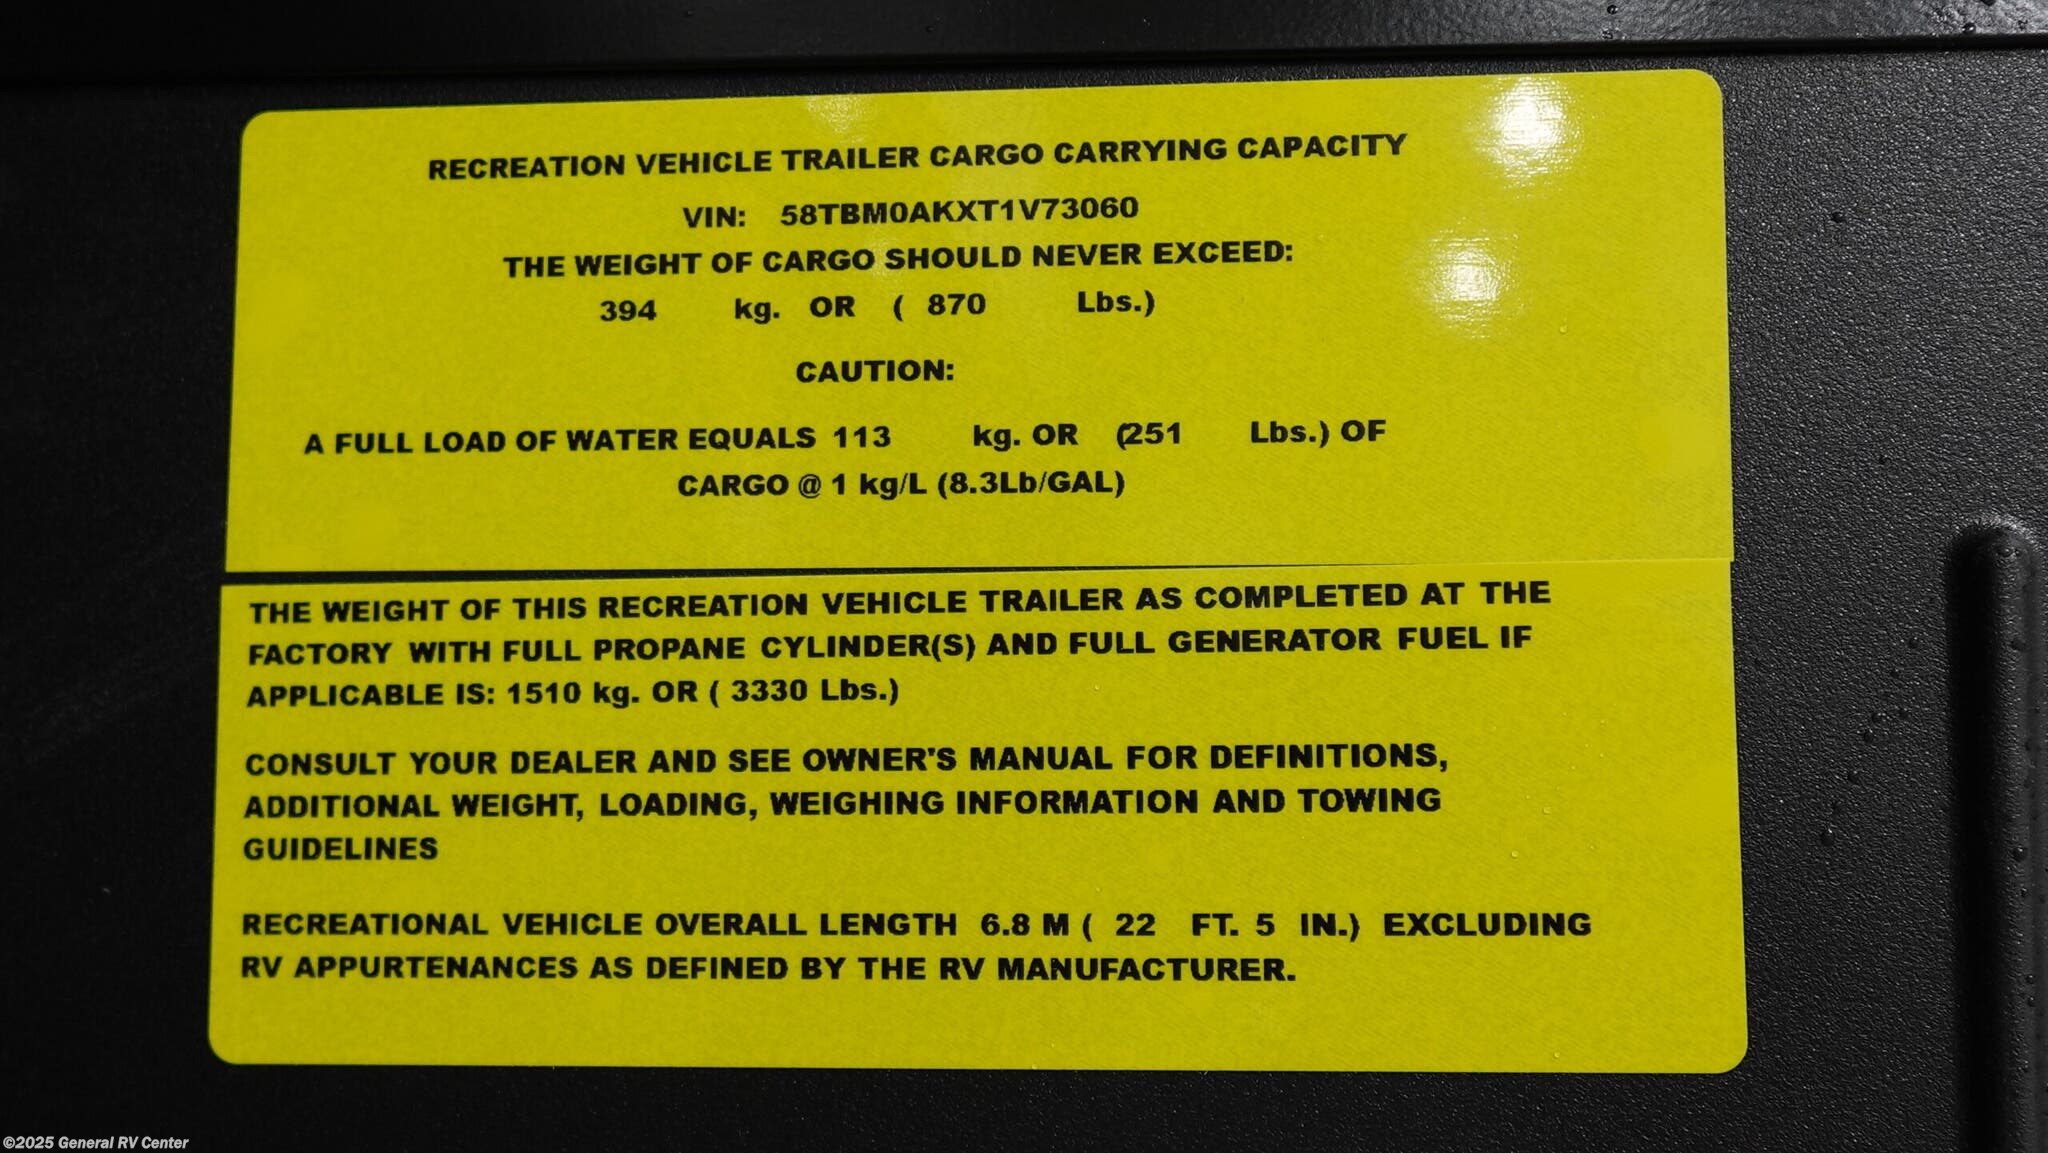 RECREATION VEHICLE TRAILER CARGO CARRYING CAPACITY
VIN: 58TBM0AKXT1V73060
THE WEIGHT OF CARGO SHOULD NEVER EXCEED:
394 kg. OR ( 870 Lbs.)
CAUTION:
A FULL LOAD OF WATER EQUALS 113 kg. OR (251 Lbs.) OF
CARGO @ 1 kg/L (8.3Lb/GAL)
THE WEIGHT OF THIS RECREATION VEHICLE TRAILER AS COMPLETED AT THE
FACTORY WITH FULL PROPANE CYLINDER(S) AND FULL GENERATOR FUEL IF
APPLICABLE IS: 1510 kg. OR ( 3330 Lbs.)
CONSULT YOUR DEALER AND SEE OWNER'S MANUAL FOR DEFINITIONS,
ADDITIONAL WEIGHT, LOADING, WEIGHING INFORMATION AND TOWING
GUIDELINES
RECREATIONAL VEHICLE OVERALL LENGTH 6.8 M ( 22 FT. 5 IN.) EXCLUDING
RV APPURTENANCES AS DEFINED BY THE RV MANUFACTURER.
©2025 General RV Center